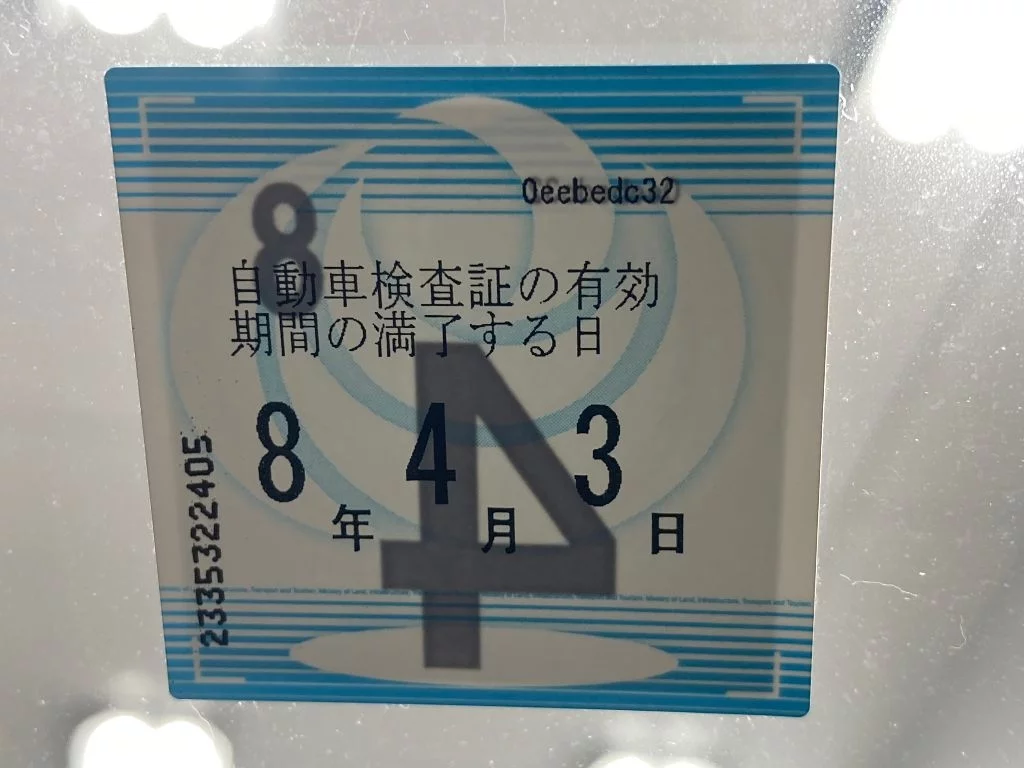 0eebedc32
8
自動車検査証の有効
期間の満了する日
8年 4月 3日
4
233532405